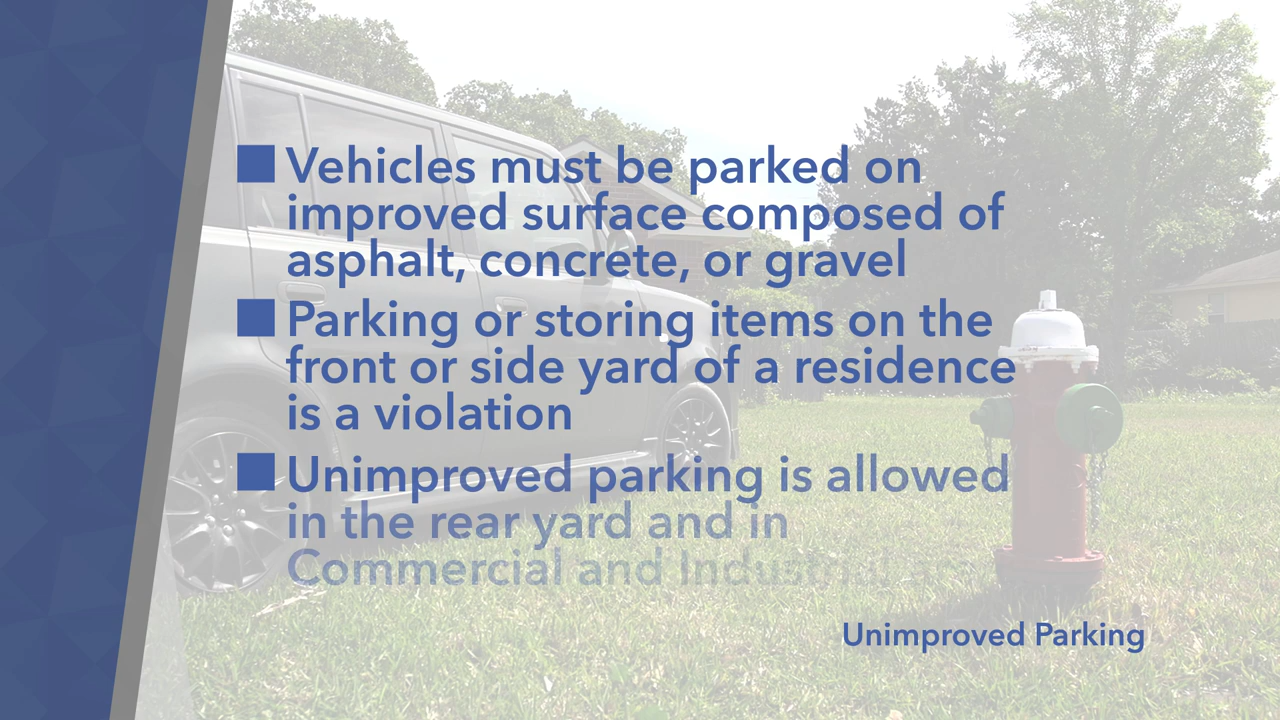 Vehicles must be parked on
improved surface composed of
asphalt, concrete, or gravel
Parking or storing items on the
front or side yard of a residence
is a violation
Unimproved parking is allowed
in the rear yard and in
Commercial and Industrial
Unimproved Parking